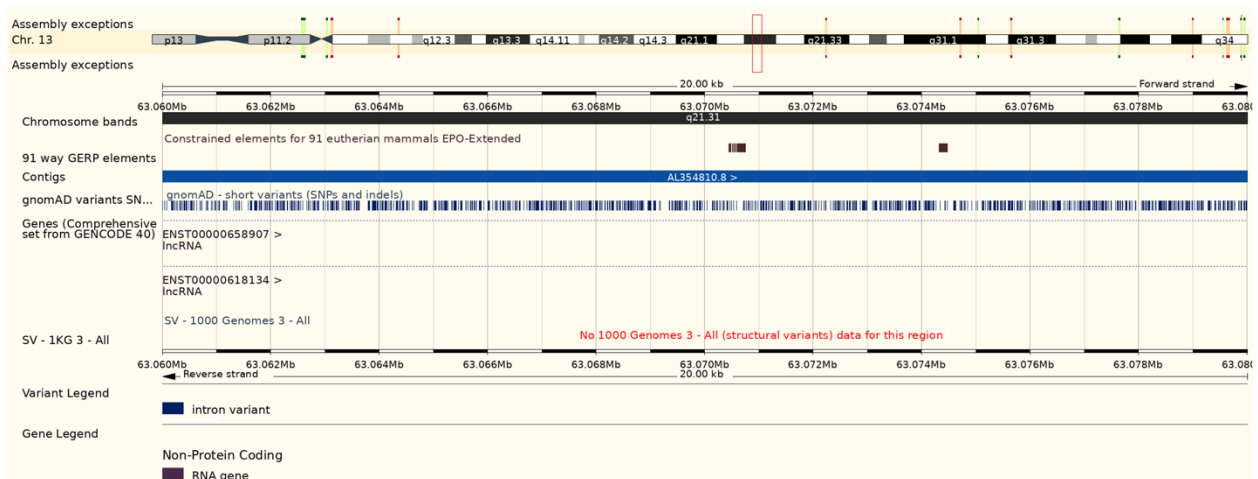 Assembly exceptions
Chr. 13 p13 p11.2 q12.3 q13.3 q14.11 q14.2 q14.3 q21.1 q21.33 q31.1 q31.3 q34
Assembly exceptions
20.00 kb Forward strand
63.060Mb 63.062Mb 63.064Mb 63.066Mb 63.068Mb 63.070Mb 63.072Mb 63.074Mb 63.076Mb 63.078Mb 63.080
Chromosome bands q21.31
Constrained elements for 91 eutherian mammals EPO-Extended
91 way GERP elements
Contigs AL354810.8 >
gnomAD - short variants (SNPs and indels)
gnomAD variants SN...
Genes (Comprehensive
set from GENCODE 40) ENST00000658907 >
lncRNA
ENST00000618134 >
lncRNA
SV - 1000 Genomes 3 - All
No 1000 Genomes 3 - All (structural variants) data for this region
SV - 1KG 3 - All
63.060Mb 63.062Mb 63.064Mb 63.066Mb 63.068Mb 63.070Mb 63.072Mb 63.074Mb 63.076Mb 63.078Mb 63.080
Reverse strand 20.00 kb
Variant Legend
intron variant
Gene Legend
Non-Protein Coding
RNA gene